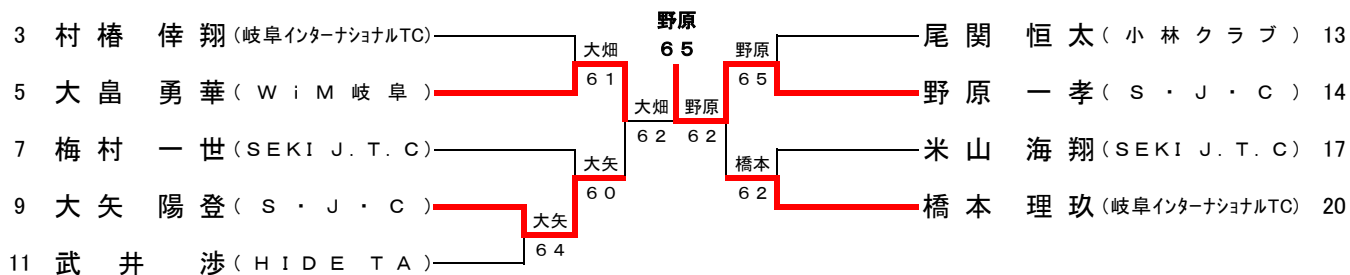 野原
６５
3 村椿 倖翔(岐阜インターナショナルTC)
大畑
６１
5 大畠 勇華(ＷｉＭ岐阜)
7 梅村 一世(SEKI J.T.C)
大矢
６０
9 大矢 陽登(Ｓ・Ｊ・Ｃ)
大矢
６４
11 武井 渉(ＨＩＤＥ ＴＡ)
大畑
６２
野原
６２
尾関 恒太(小林クラブ) 13
野原
６５
野原 一孝(Ｓ・Ｊ・Ｃ) 14
米山 海翔(SEKI J.T.C) 17
橋本
６２
橋本 理玖(岐阜インターナショナルTC) 20